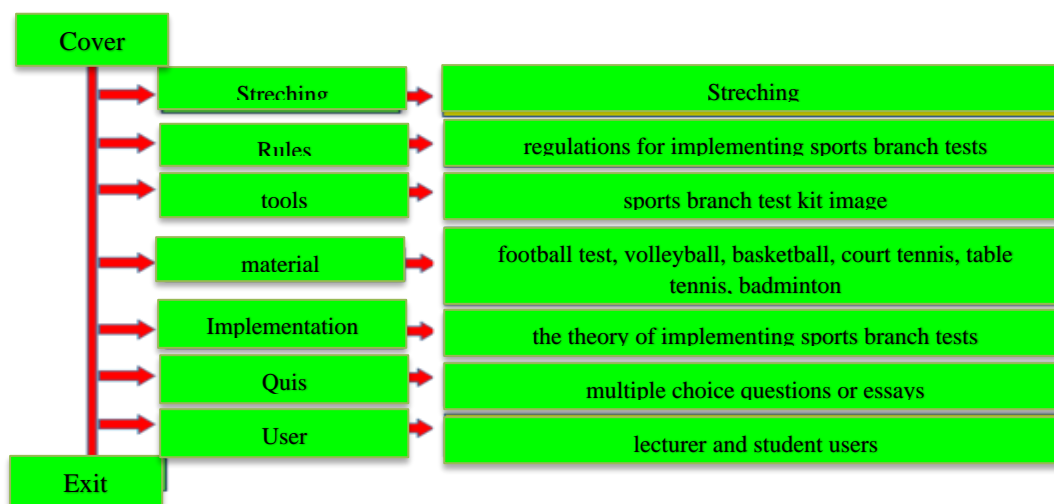 Cover
Streching
Streching
Rules
regulations for implementing sports branch tests
tools
sports branch test kit image
material
football test, volleyball, basketball, court tennis, table
tennis, badminton
Implementation
the theory of implementing sports branch tests
Quis
multiple choice questions or essays
User
lecturer and student users
Exit